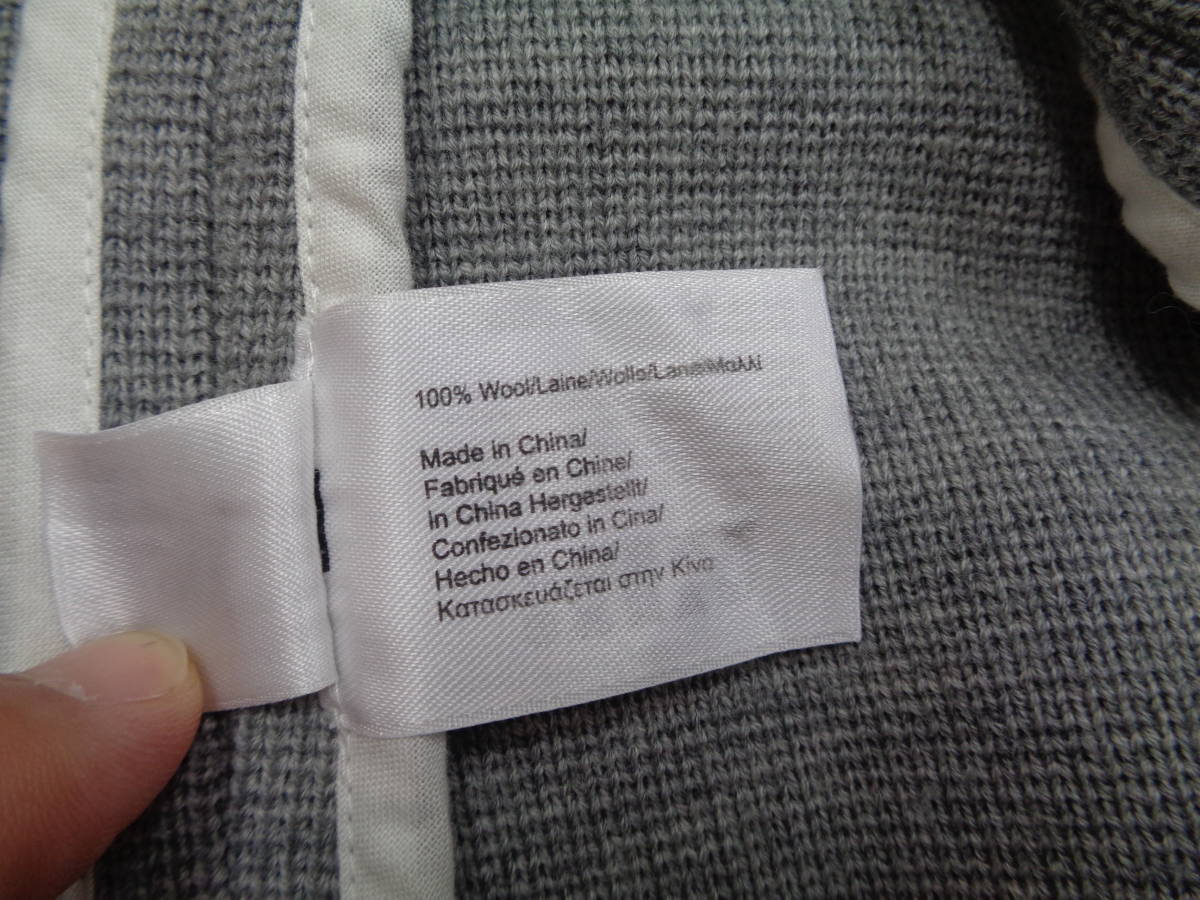 100% Wool/Laine/Wolle/Lana/Μαλλί
Made in China/
Fabriqué en Chine/
in China Hergestellt/
Confezionato in Cina/
Hecho en China/
Κατασκευάζεται στην Κίνα